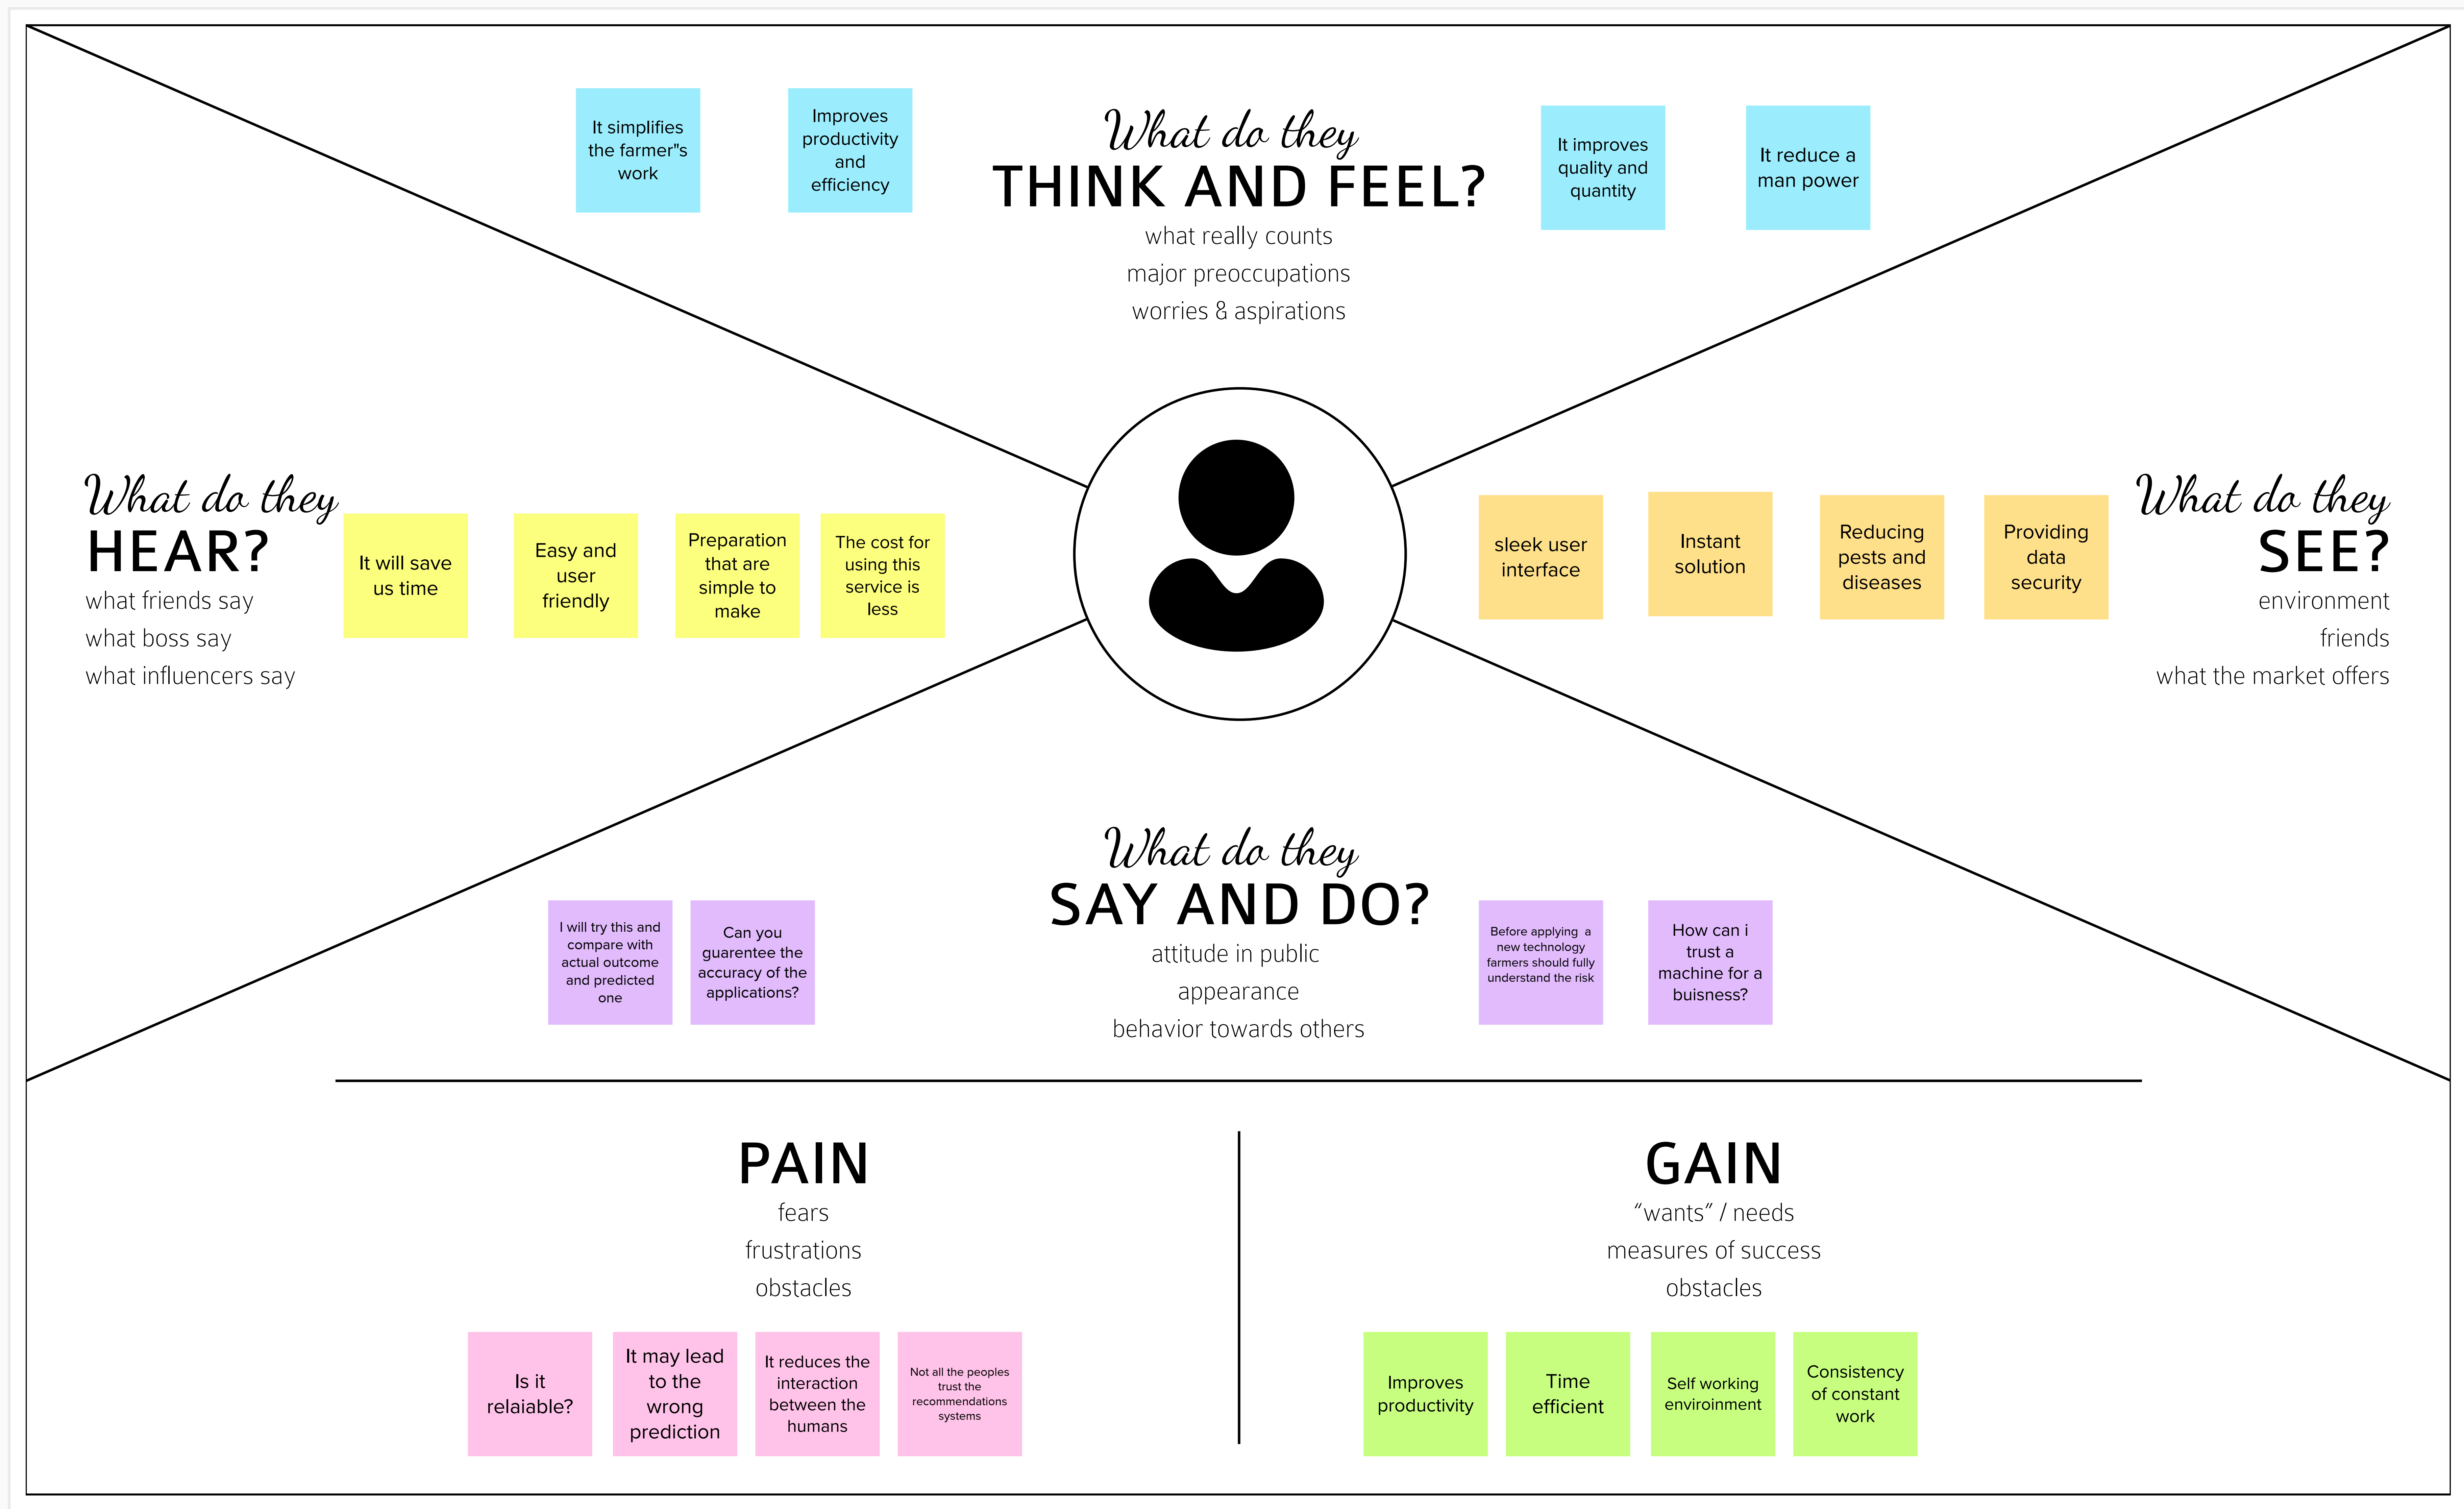 It simplifies
the farmer"s
work
Improves
productivity
and
efficiency
What do they
THINK AND FEEL?
what really counts
major preoccupations
worries & aspirations
It improves
quality and
quantity
It reduce a
man power
What do they
HEAR?
what friends say
what boss say
what influencers say
It will save
us time
Easy and
user
friendly
Preparation
that are
simple to
make
The cost for
using this
service is
less
sleek user
interface
Instant
solution
Reducing
pests and
diseases
Providing
data
security
What do they
SEE?
environment
friends
what the market offers
What do they
SAY AND DO?
attitude in public
appearance
behavior towards others
I will try this and
compare with
actual outcome
and predicted
one
Can you
guarentee the
accuracy of the
applications?
Before applying a
new technology
farmers should fully
understand the risk
How can i
trust a
machine for a
buisness?
PAIN
fears
frustrations
obstacles
Is it
relaiable?
It may lead
to the
wrong
prediction
It reduces the
interaction
between the
humans
Not all the peoples
trust the
recommendations
systems
GAIN
“wants” / needs
measures of success
obstacles
Improves
productivity
Time
efficient
Self working
enviroinment
Consistency
of constant
work